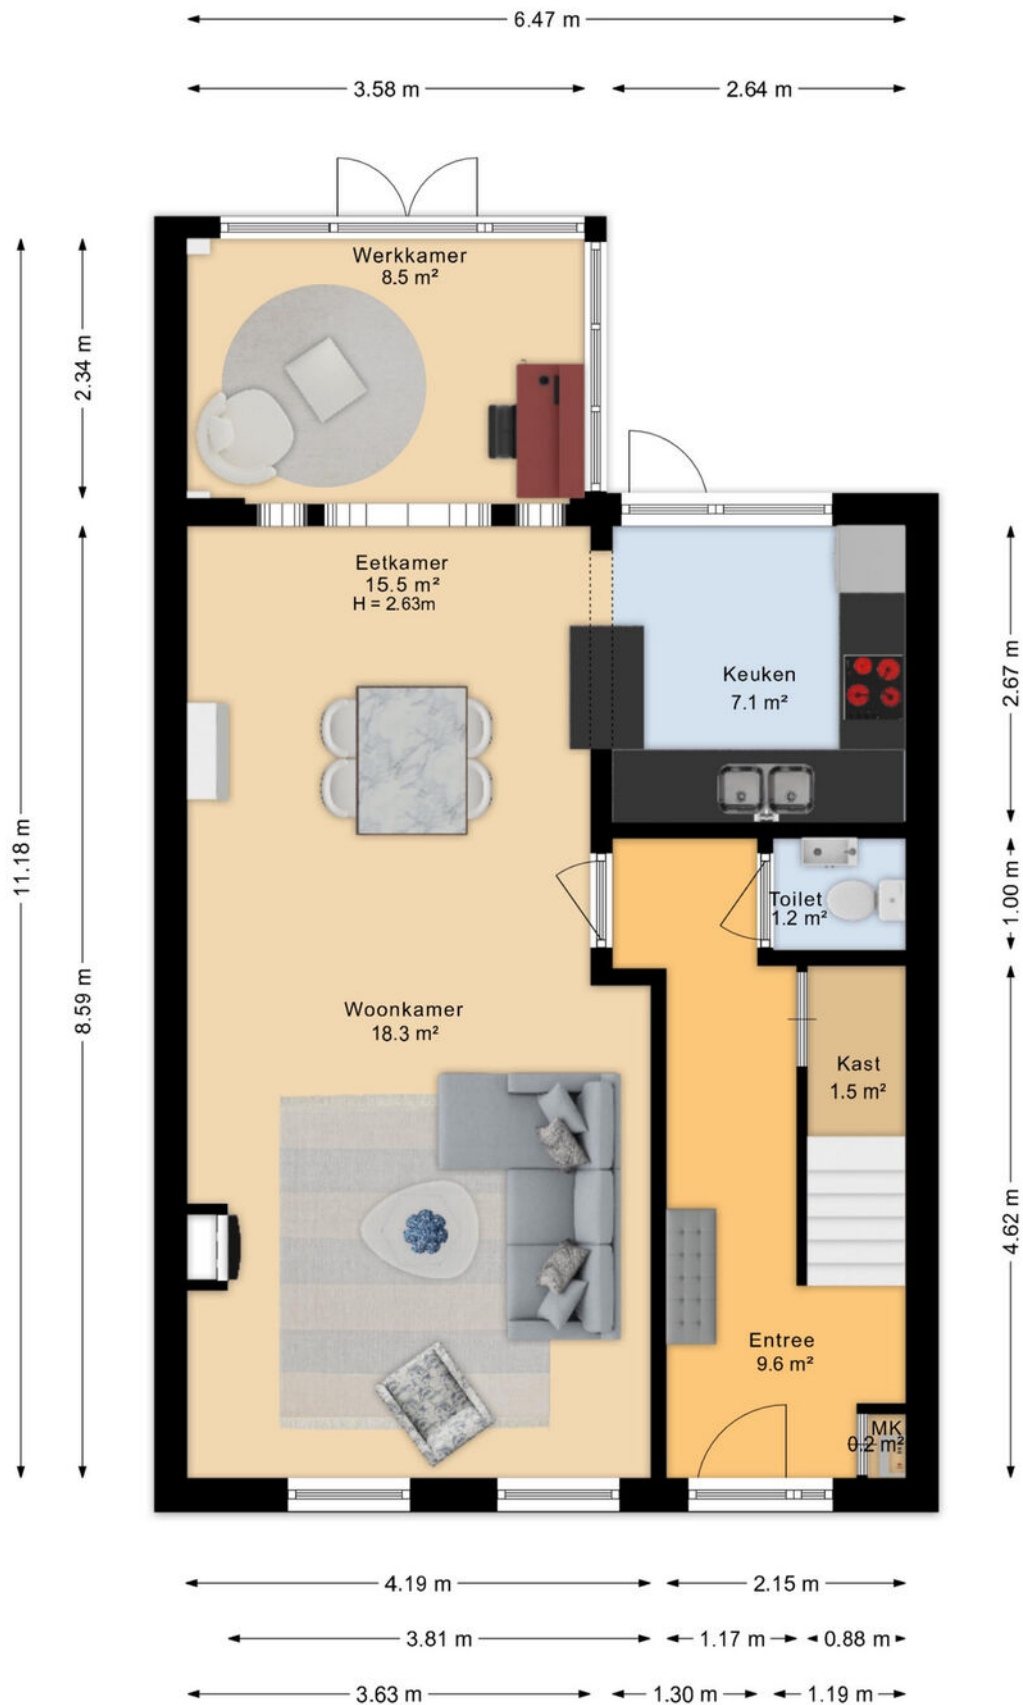 6.47 m
3.58 m
2.64 m
Werkkamer
8.5 m²
2.34 m
Eetkamer
15.5 m²
H = 2.63m
Keuken
7.1 m²
2.67 m
11.18 m
8.59 m
Toilet
1.2 m²
1.00 m
Woonkamer
18.3 m²
Kast
1.5 m²
4.62 m
Entree
9.6 m²
MK
0.2 m²
4.19 m
2.15 m
3.81 m
1.17 m
0.88 m
3.63 m
1.30 m
1.19 m